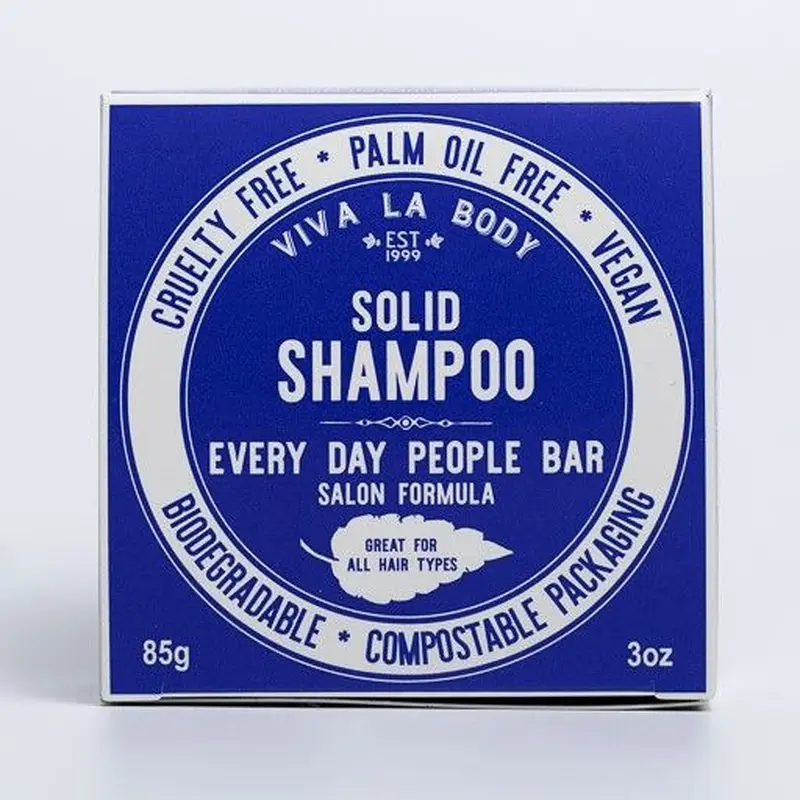 CRUELTY FREE * PALM OIL FREE * VEGAN
VIVA LA BODY
EST
1999
SOLID
SHAMPOO
EVERY DAY PEOPLE BAR
SALON FORMULA
GREAT FOR
ALL HAIR TYPES
BIODEGRADABLE * COMPOSTABLE PACKAGING
85g
3oz